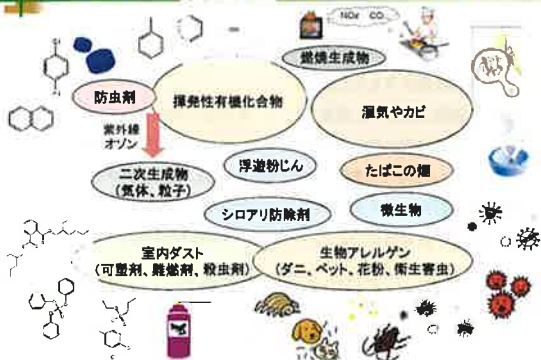 NOx CO
燃焼生成物
防虫剤
揮発性有機化合物
湿気やカビ
紫外線
オゾン
二次生成物
(気体、粒子)
浮遊粉じん
たばこの煙
シロアリ防除剤
微生物
室内ダスト
(可塑剤、難燃剤、殺虫剤)
生物アレルゲン
(ダニ、ペット、花粉、衛生害虫)